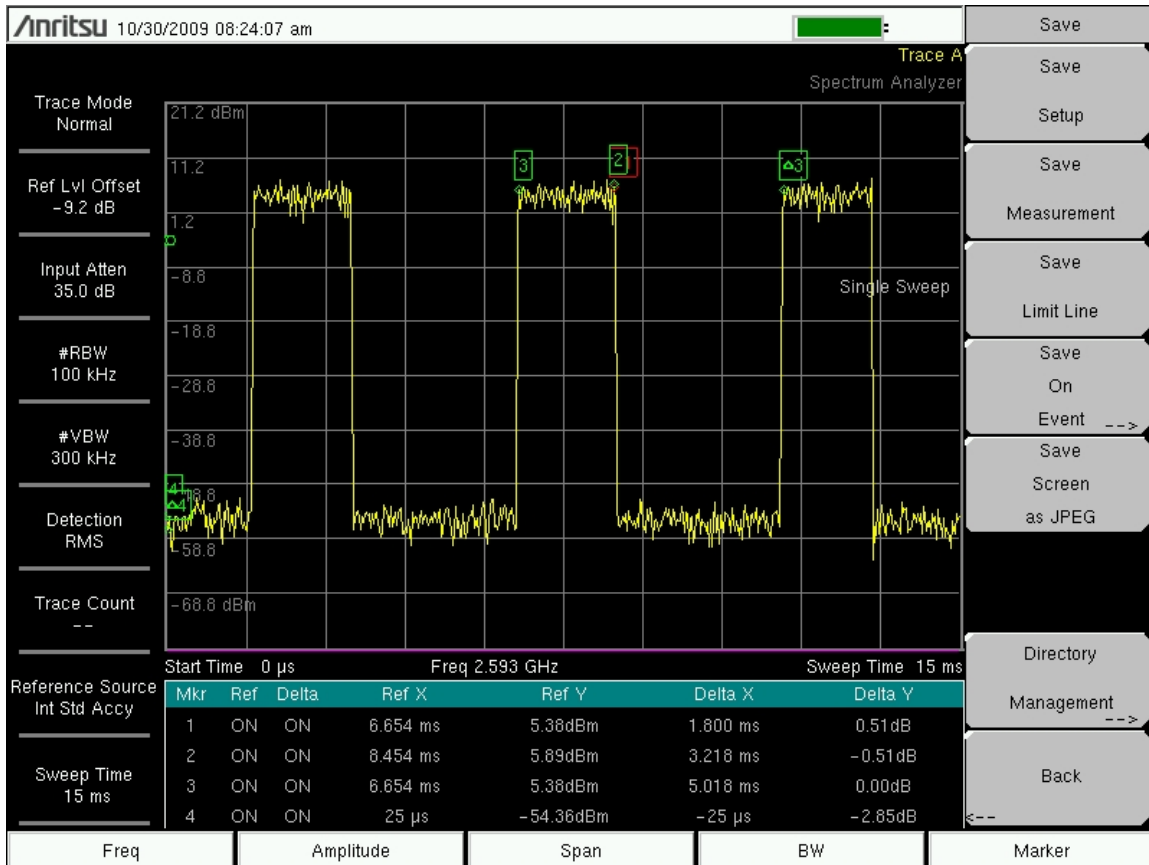 Anritsu 10/30/2009 08:24:07 am
Trace A
Spectrum Analyzer
Trace Mode
Normal
Ref Lvl Offset
-9.2 dB
Input Atten
35.0 dB
#RBW
100 kHz
#VBW
300 kHz
Detection
RMS
Trace Count
--
Reference Source
Int Std Accy
Sweep Time
15 ms
21.2 dBm
11.2
1.2
-8.8
-18.8
-28.8
-38.8
-58.8
-68.8 dBm
3
2
3
4
4
Single Sweep
Start Time 0 µs
Freq 2.593 GHz
Sweep Time 15 ms
Mkr Ref Delta Ref X Ref Y Delta X Delta Y
1 ON ON 6.654 ms 5.38dBm 1.800 ms 0.51dB
2 ON ON 8.454 ms 5.89dBm 3.218 ms -0.51dB
3 ON ON 6.654 ms 5.38dBm 5.018 ms 0.00dB
4 ON ON 25 µs -54.36dBm -25 µs -2.85dB
Save
Save
Setup
Save
Measurement
Save
Limit Line
Save
On
Event -->
Save
Screen
as JPEG
Directory
Management
-->
Back
<--
Freq
Amplitude
Span
BW
Marker